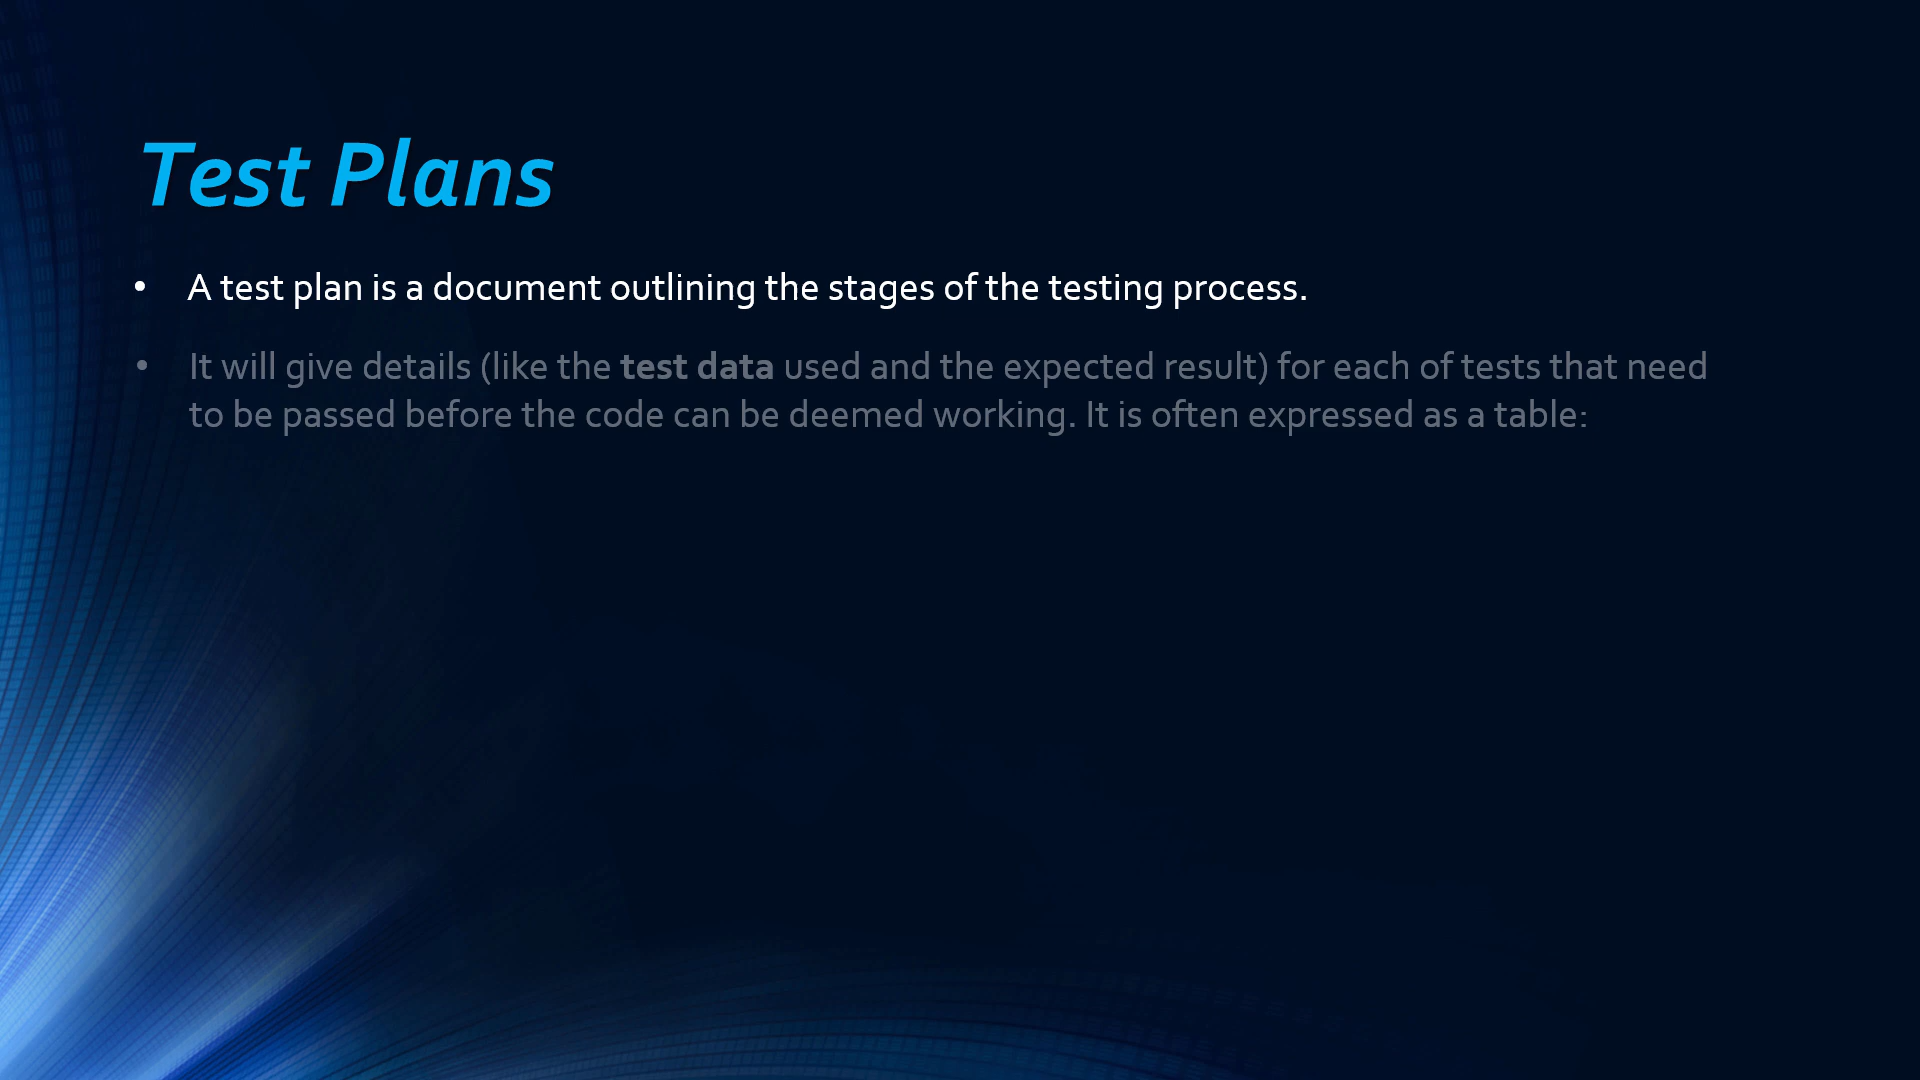 Test Plans
• A test plan is a document outlining the stages of the testing process.
• It will give details (like the test data used and the expected result) for each of tests that need
to be passed before the code can be deemed working. It is often expressed as a table: